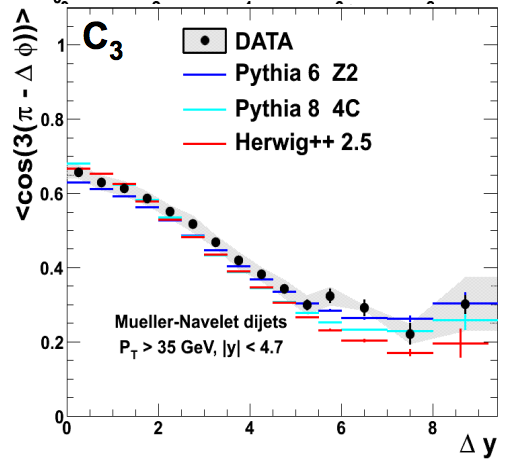 C3
DATA
Pythia 6 Z2
Pythia 8 4C
Herwig++ 2.5
<cos(3(π - Δ ϕ))>
1
0.8
0.6
0.4
0.2
0
Mueller-Navelet dijets
PT > 35 GeV, |y| < 4.7
0 2 4 6 8
Δ y